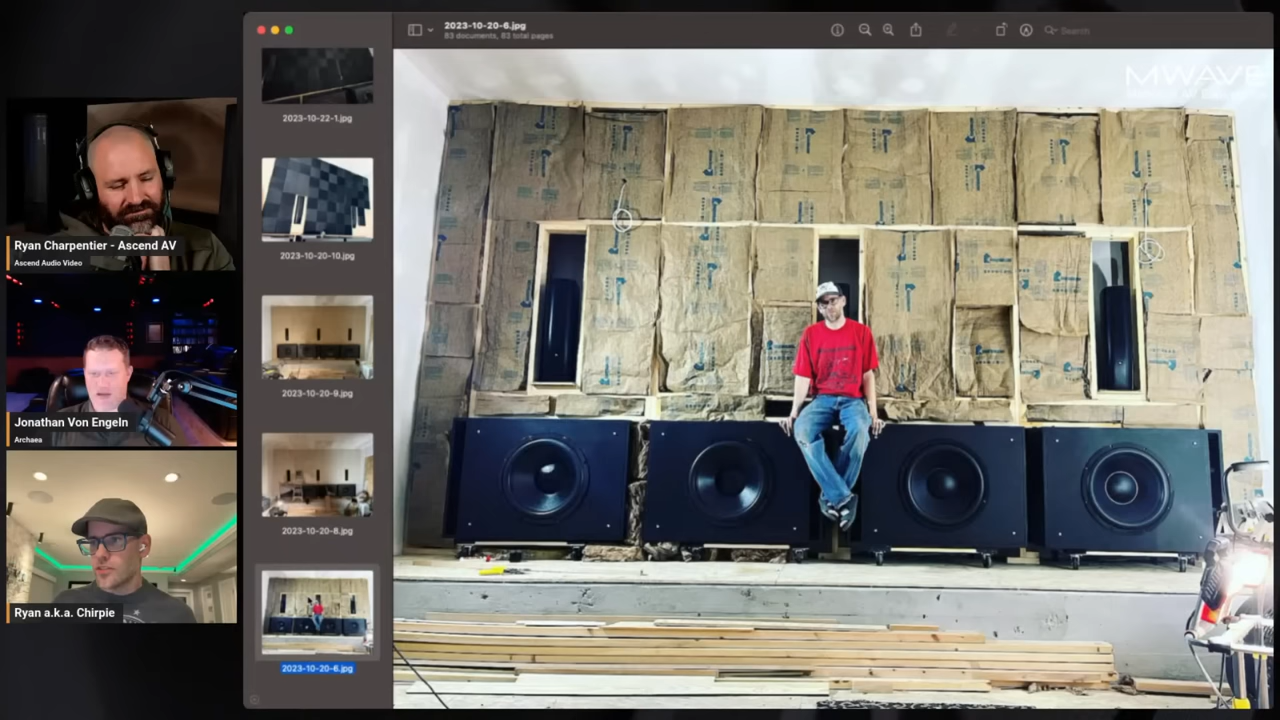 2023-10-20-6.jpg
83 documents, 83 total pages
Search
MWAVE
2023-10-22-1.jpg
2023-10-20-10.jpg
2023-10-20-9.jpg
2023-10-20-8.jpg
2023-10-20-6.jpg
Ryan Charpentier - Ascend AV
Ascend Audio Video
Jonathan Von Engeln
Archaea
Ryan a.k.a. Chirpie